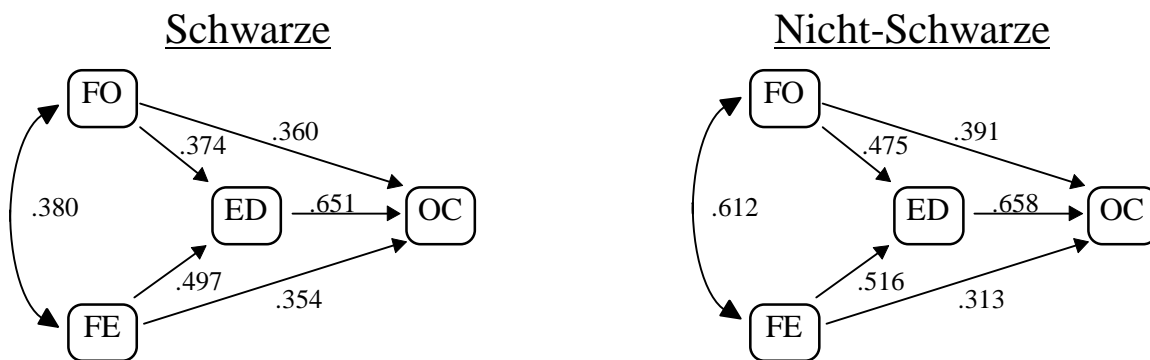 Schwarze
FO
.360
.374
.380
ED
.651
OC
.497
.354
FE
Nicht-Schwarze
FO
.391
.475
.612
ED
.658
OC
.516
.313
FE